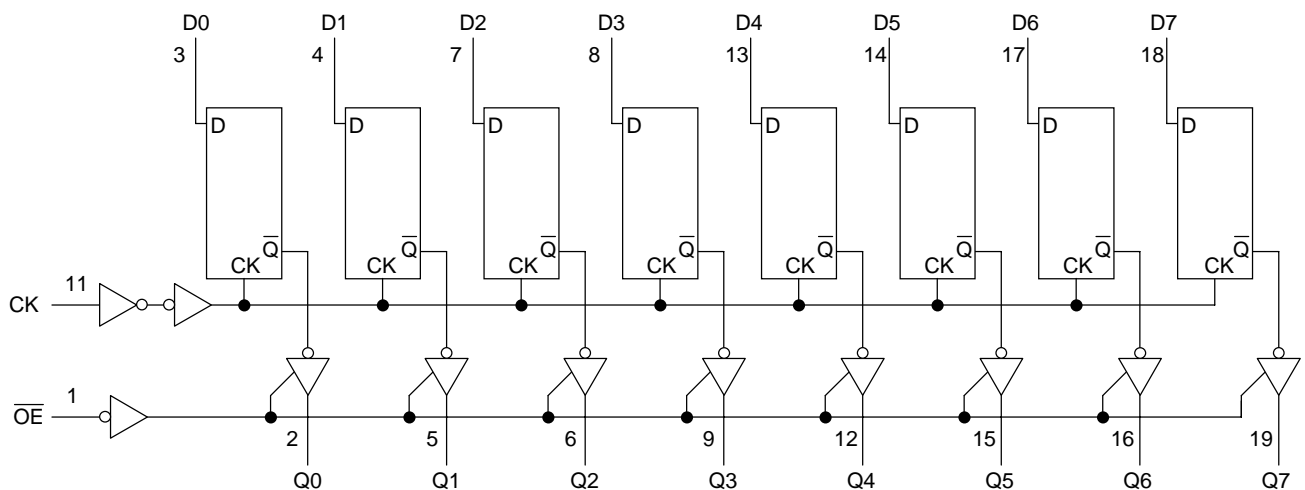 D0 D1 D2 D3 D4 D5 D6 D7
3 4 7 8 13 14 17 18
D D D D D D D D
Q̅ Q̅ Q̅ Q̅ Q̅ Q̅ Q̅ Q̅
CK CK CK CK CK CK CK CK
11
CK
1
O̅E̅
2 5 6 9 12 15 16 19
Q0 Q1 Q2 Q3 Q4 Q5 Q6 Q7